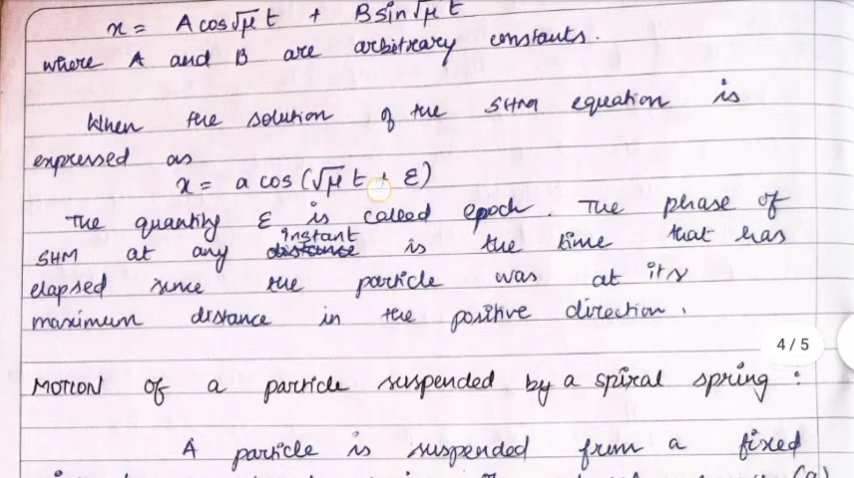 x = A cos√μ t + B sin√μ t
where A and B are arbitrary constants.
When the solution of the SHM equation is
expressed as
x = a cos (√μ t + ε)
The quantity ε is called epoch. The phase of
SHM at any instant is the time that has
elapsed since the particle was at its
maximum distance in the positive direction.
4/5
MOTION of a particle suspended by a spiral spring :
A particle is suspended from a fixed